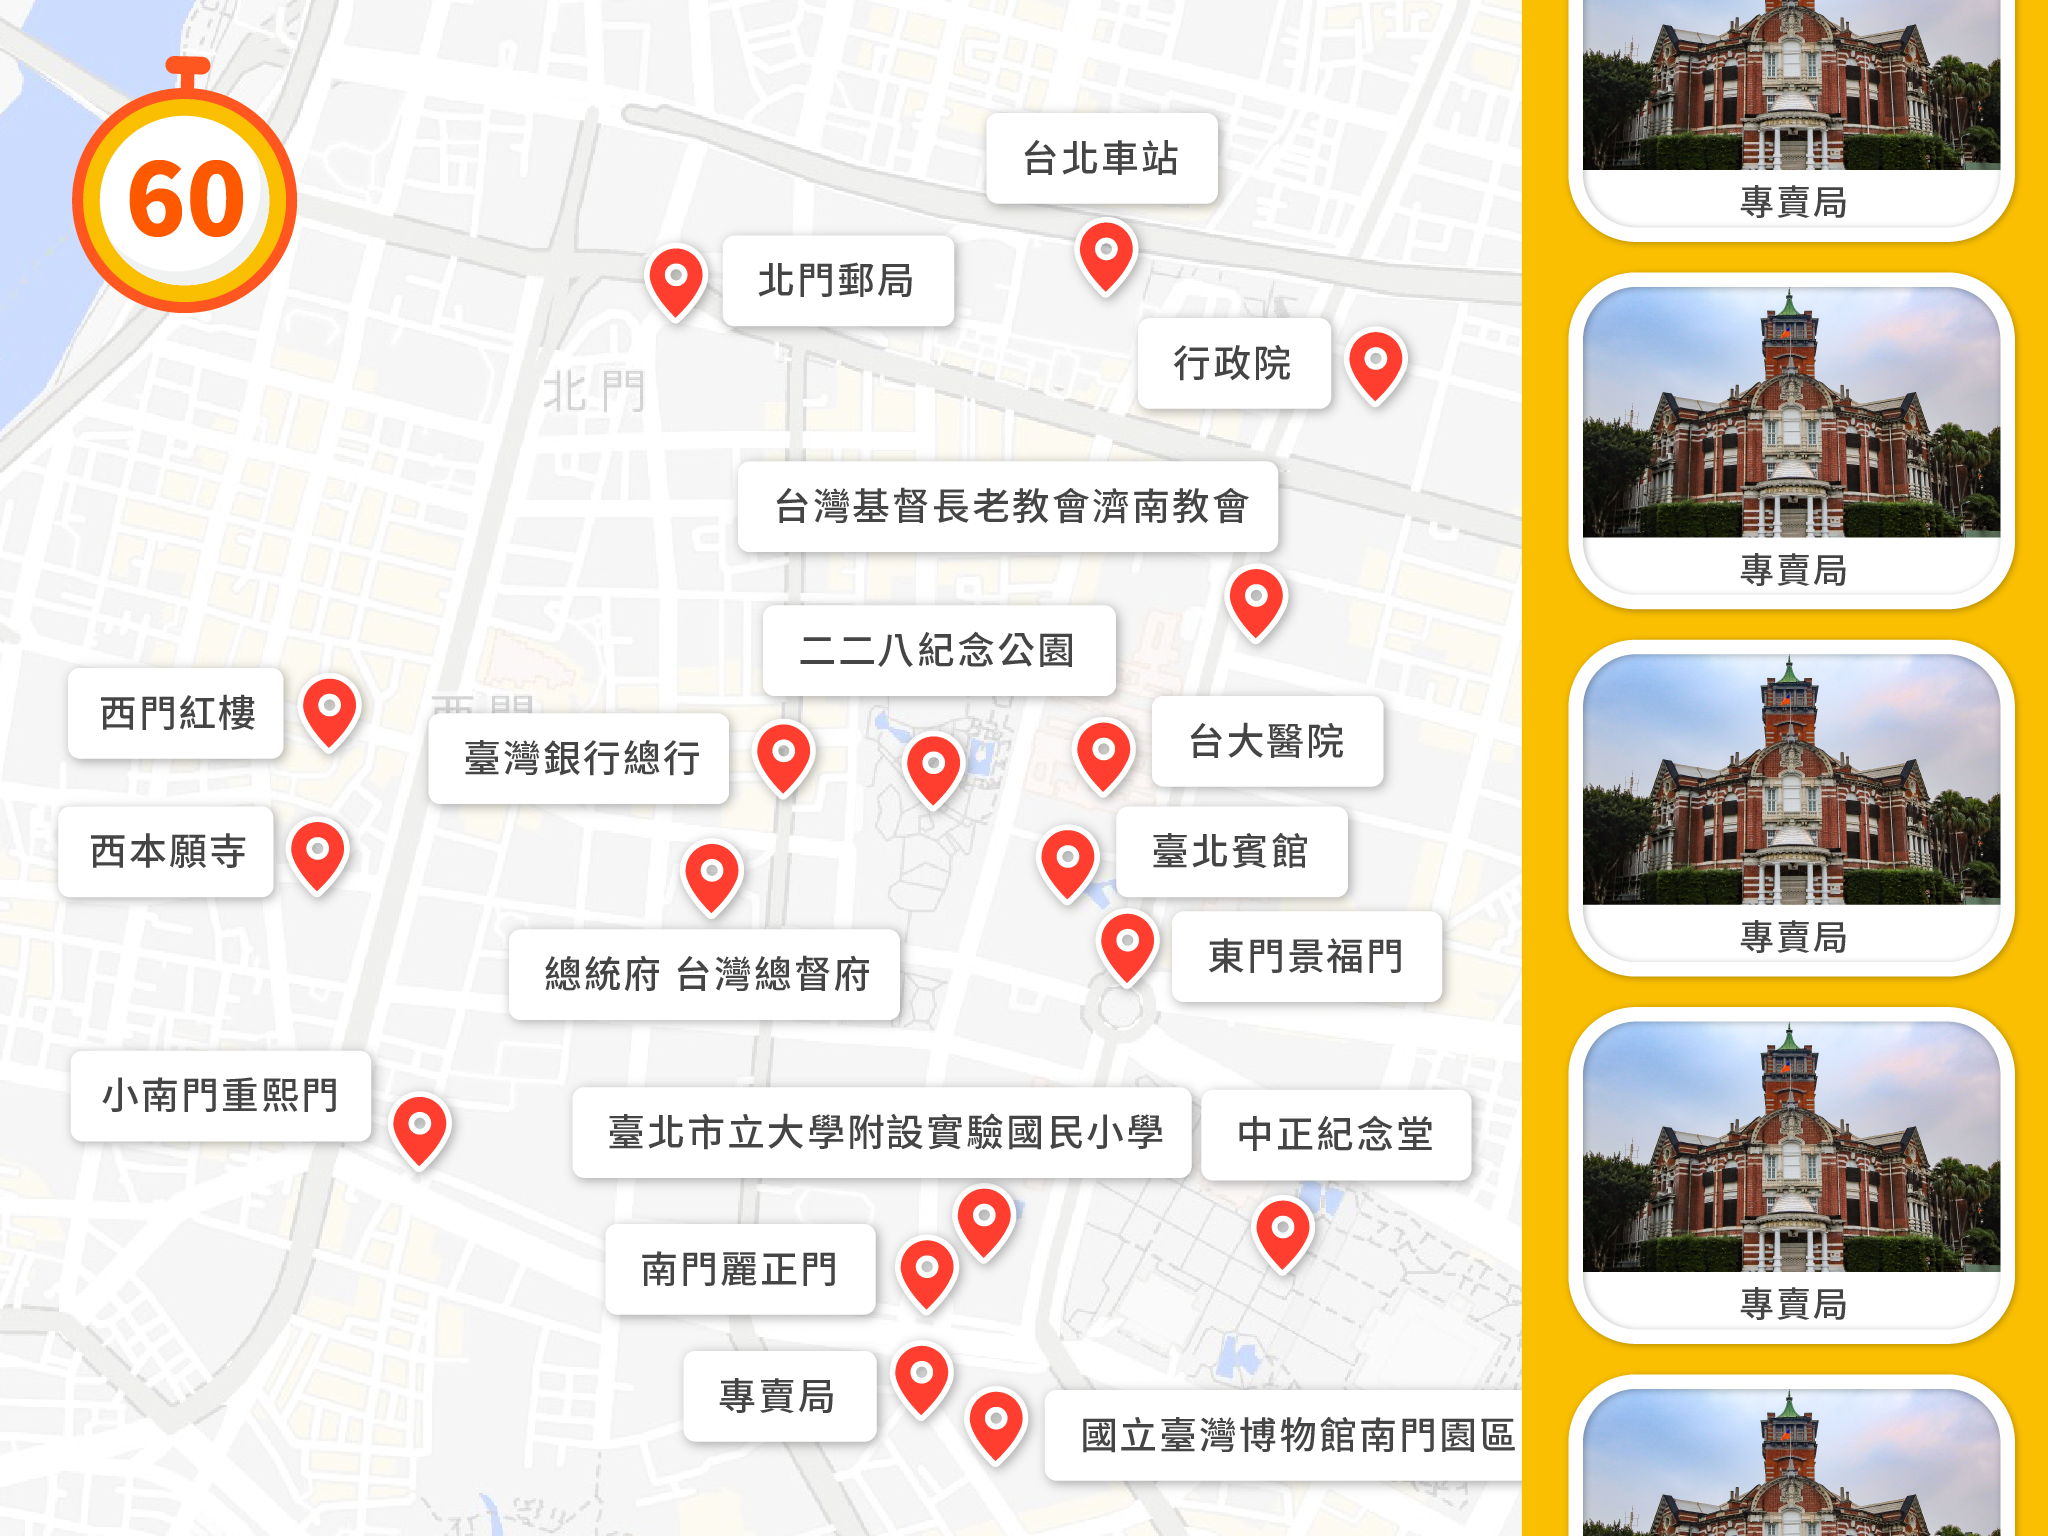 60
台北車站
北門郵局
行政院
北門
台灣基督長老教會濟南教會
二二八紀念公園
西門紅樓
西門
臺灣銀行總行
台大醫院
西本願寺
臺北賓館
東門景福門
總統府 台灣總督府
小南門重熙門
臺北市立大學附設實驗國民小學
中正紀念堂
南門麗正門
專賣局
國立臺灣博物館南門園區
專賣局
專賣局
專賣局
專賣局